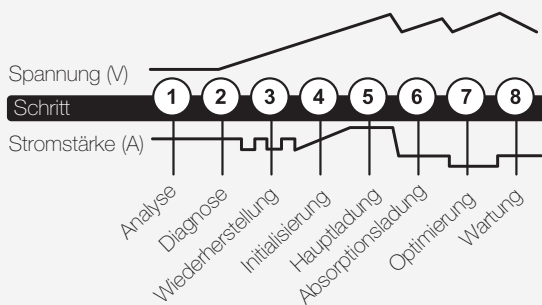 Spannung (V)
Schritt
1 2 3 4 5 6 7 8
Stromstärke (A)
Analyse
Diagnose
Wiederherstellung
Initialisierung
Hauptladung
Absorptionsladung
Optimierung
Wartung